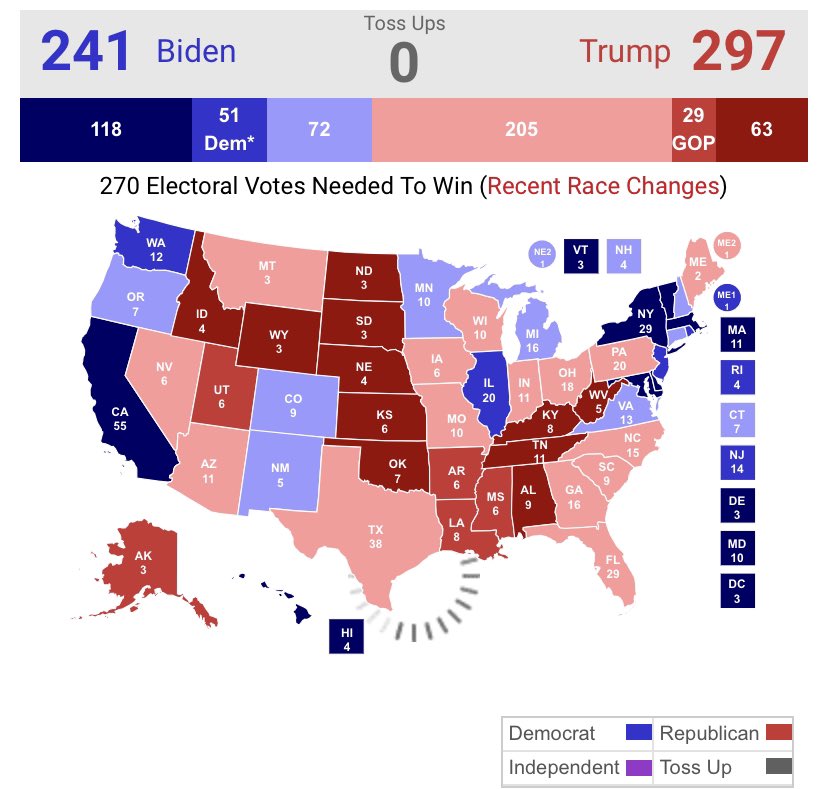 Toss Ups
241 Biden
0
Trump 297
118
51
Dem*
72
205
29
GOP
63
270 Electoral Votes Needed To Win (Recent Race Changes)
WA
12
OR
7
CA
55
NV
6
ID
4
MT
3
WY
3
UT
6
AZ
11
CO
9
NM
5
ND
3
SD
3
NE
4
KS
6
OK
7
TX
38
MN
10
IA
6
MO
10
AR
6
LA
8
WI
10
IL
20
MI
16
IN
11
OH
18
KY
8
TN
11
MS
6
AL
9
GA
16
FL
29
SC
9
NC
15
VA
13
WV
5
PA
20
NY
29
ME
2
AK
3
HI
4
NE2
1
VT
3
NH
4
ME2
1
ME1
1
MA
11
RI
4
CT
7
NJ
14
DE
3
MD
10
DC
3
Democrat
Republican
Independent
Toss Up